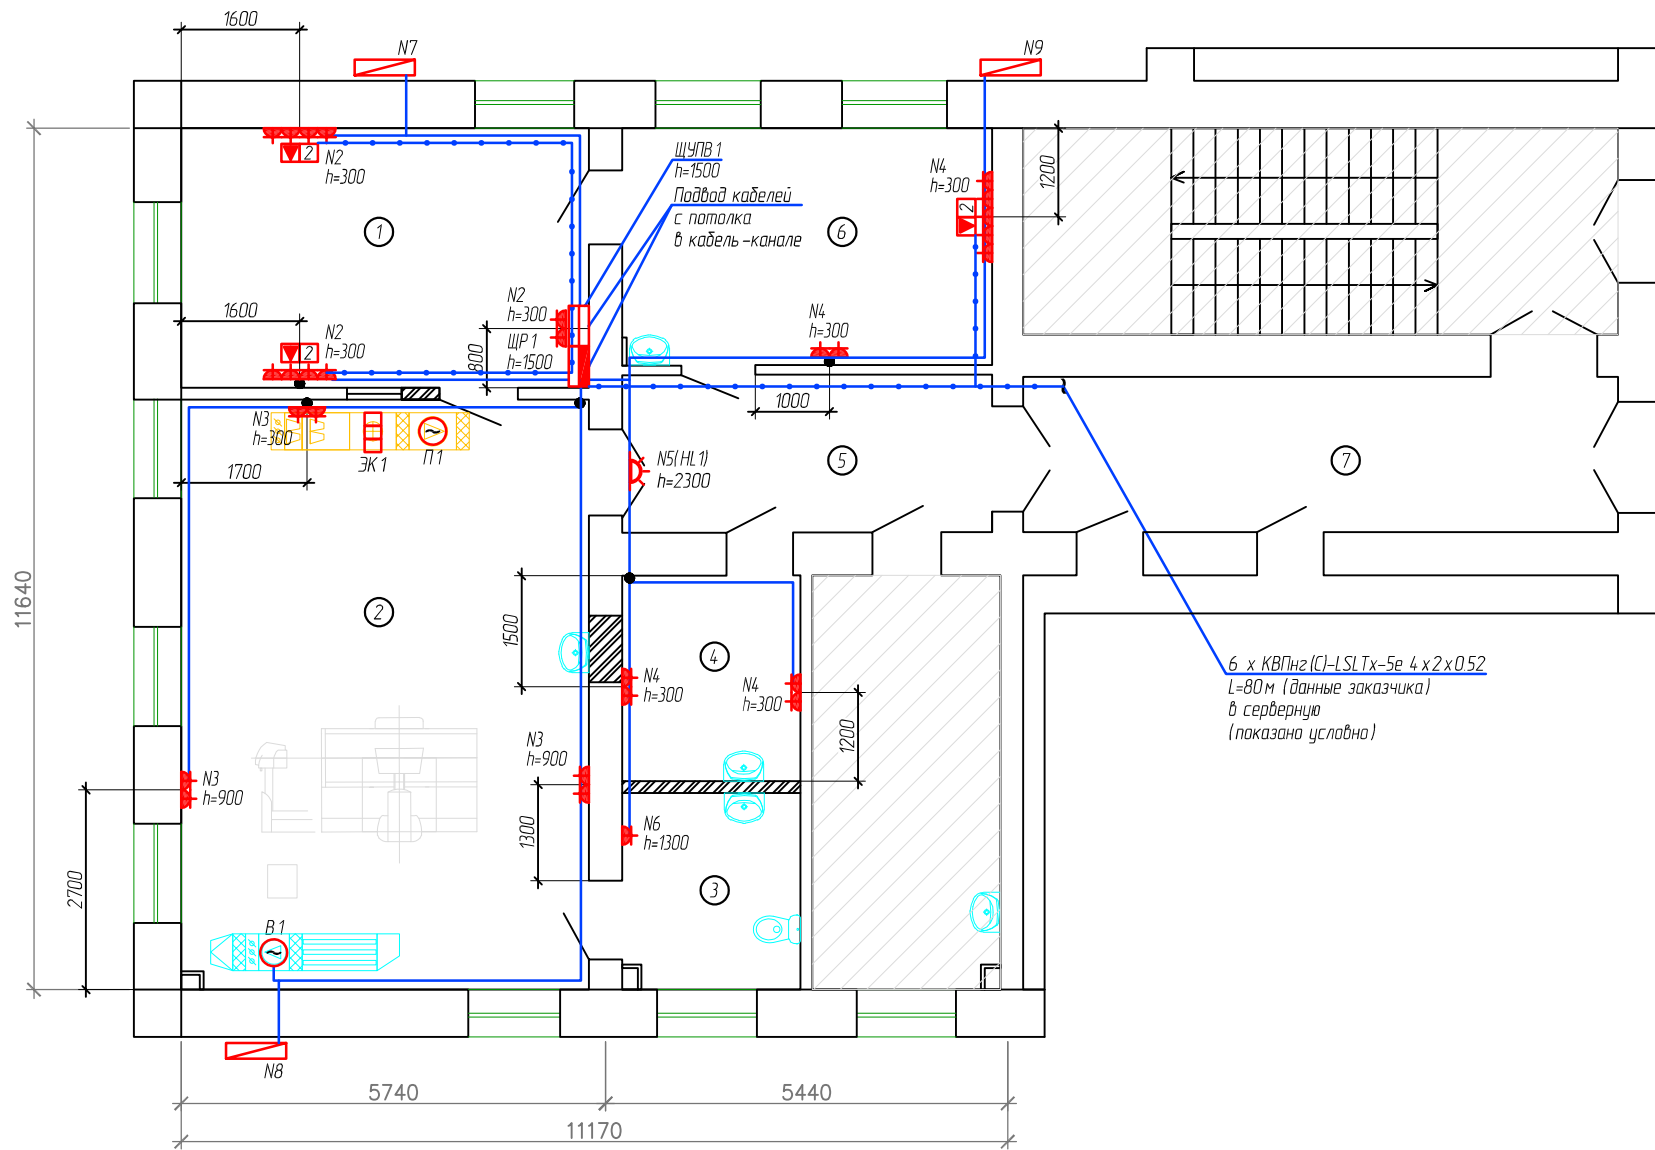 1600
N7
N9
N2
h=300
2
ЩУПВ1
h=1500
Подвод кабелей
с потолка
в кабель-канале
N4
h=300
2
1200
1
6
1600
N2
h=300
2
N2
h=300
ЩР1
h=1500
800
N4
h=300
1000
N3
h=300
ЭК1
П1
1700
N5(HL1)
h=2300
5
7
11640
2
1500
4
N4
h=300
N4
h=300
1200
6 х КВПнг(С)-LSLTx-5е 4х2х0.52
L=80м (данные заказчика)
в серверную
(показано условно)
N3
h=900
N3
h=900
1300
N6
h=1300
3
2700
В1
N8
5740
5440
11170